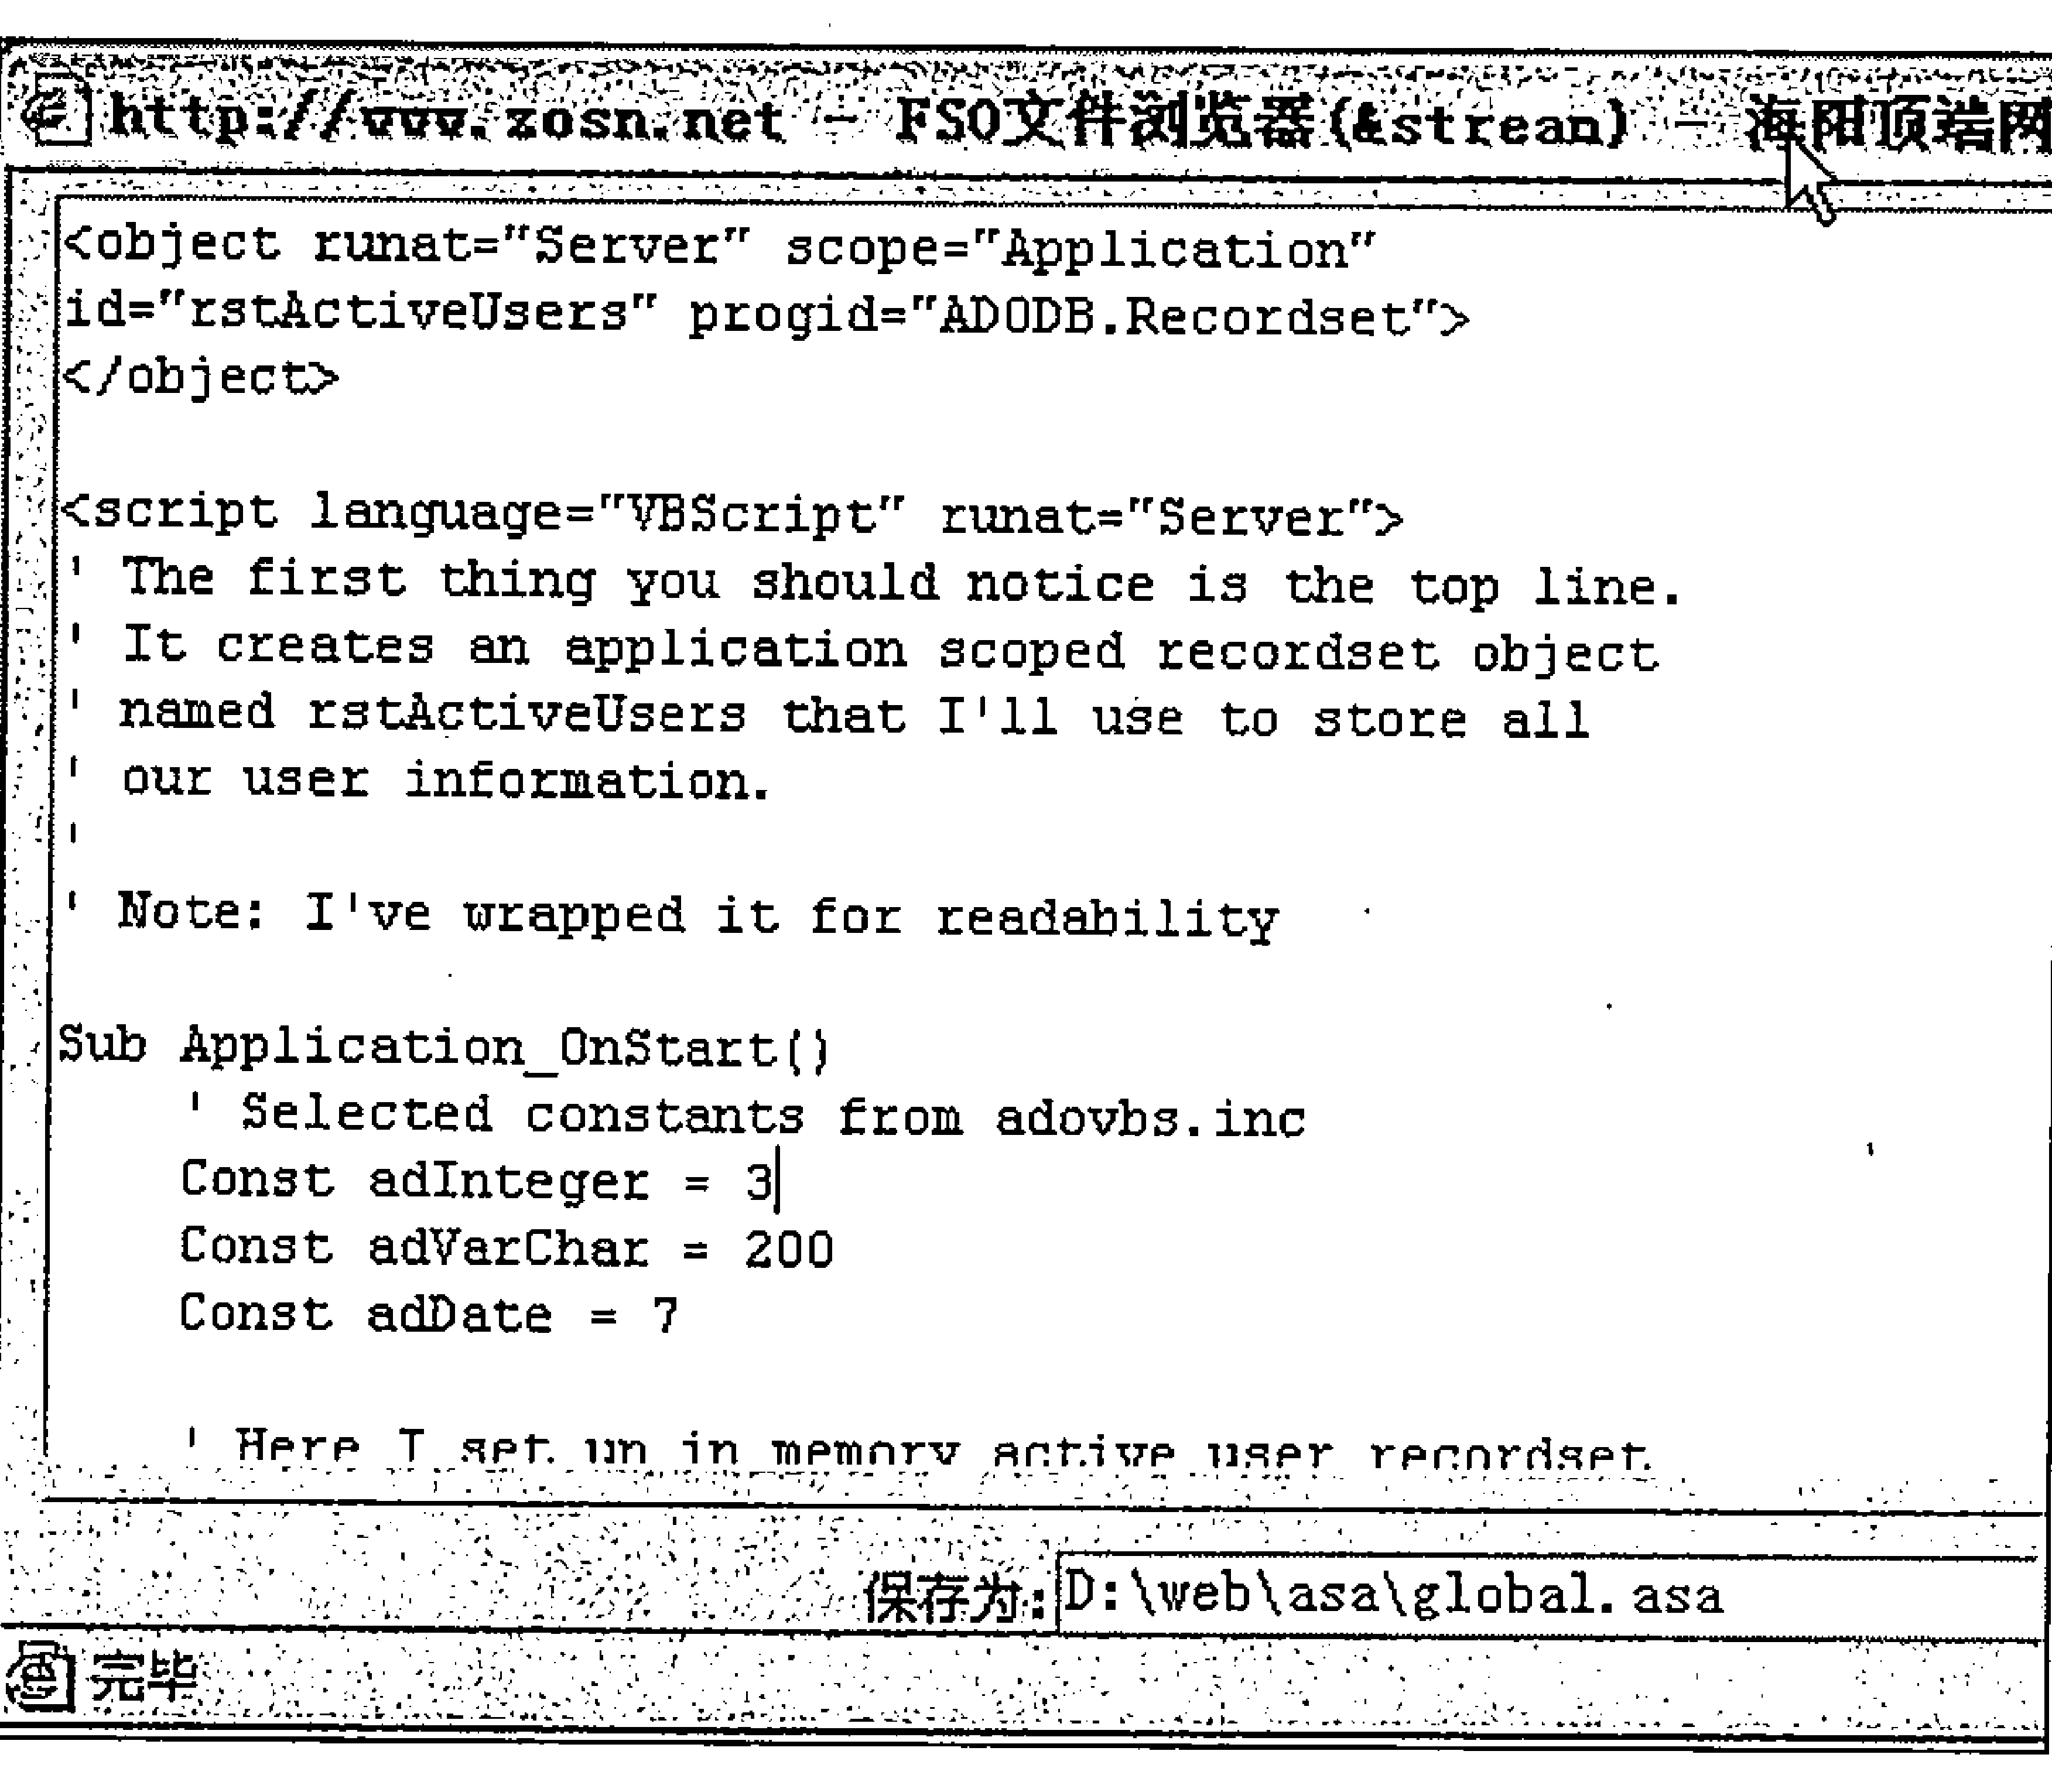 http://www.zosn.net - FSO文件浏览器(&stream) - 海阳顶端网
<object runat="Server" scope="Application"
id="rstActiveUsers" progid="ADODB.Recordset">
</object>
<script language="VBScript" runat="Server">
' The first thing you should notice is the top line.
' It creates an application scoped recordset object
' named rstActiveUsers that I'll use to store all
' our user information.
'
' Note: I've wrapped it for readability
Sub Application_OnStart()
' Selected constants from adovbs.inc
Const adInteger = 3
Const adVarChar = 200
Const adDate = 7
' Here I set up in memory active user recordset
保存为: D:\web\asa\global.asa
完毕